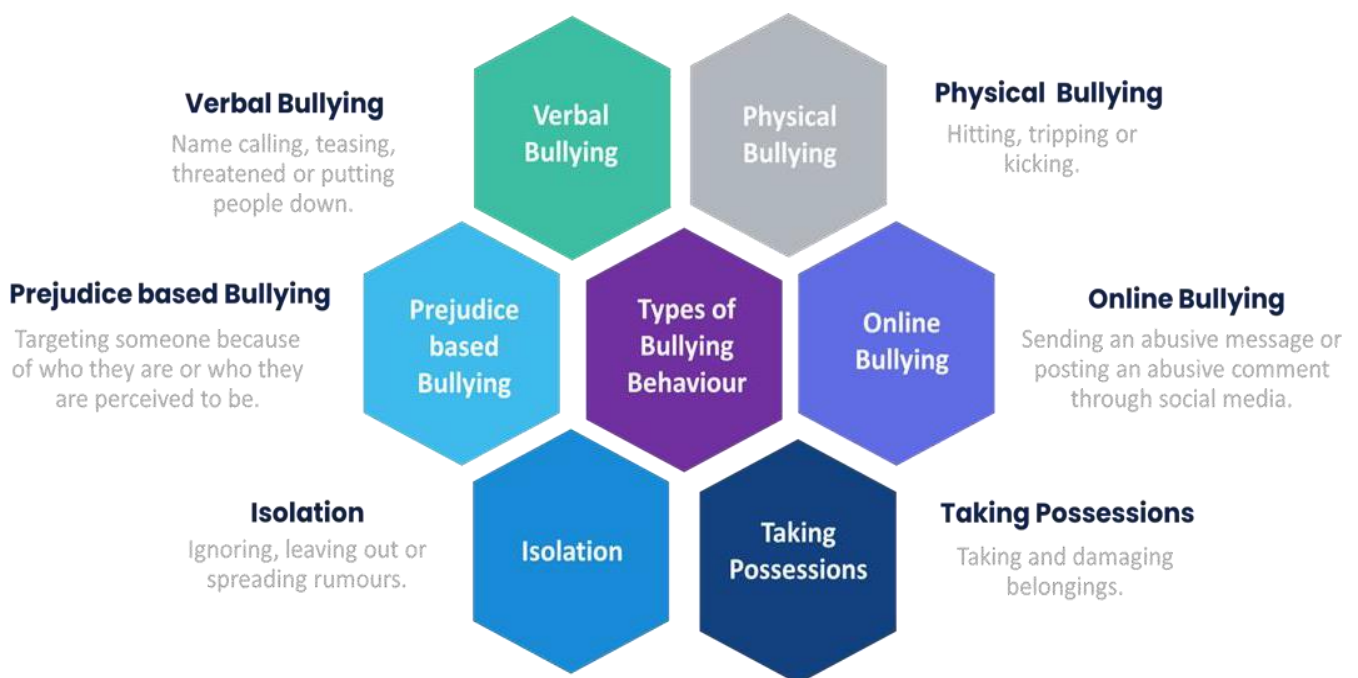 Verbal Bullying
Name calling, teasing,
threatened or putting
people down.
Verbal
Bullying
Physical
Bullying
Physical Bullying
Hitting, tripping or
kicking.
Prejudice based Bullying
Targeting someone because
of who they are or who they
are perceived to be.
Prejudice
based
Bullying
Types of
Bullying
Behaviour
Online
Bullying
Online Bullying
Sending an abusive message or
posting an abusive comment
through social media.
Isolation
Ignoring, leaving out or
spreading rumours.
Isolation
Taking
Possessions
Taking Possessions
Taking and damaging
belongings.